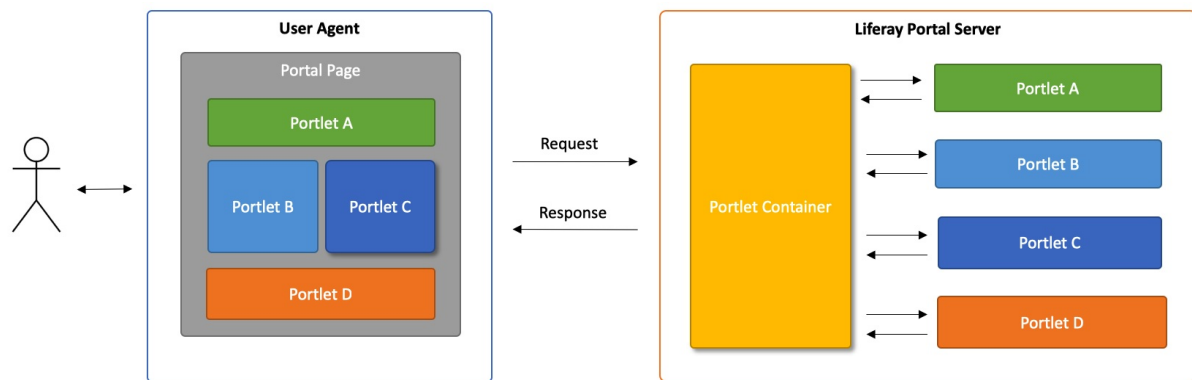 User Agent
Portal Page
Portlet A
Portlet B
Portlet C
Portlet D
Request
Response
Liferay Portal Server
Portlet Container
Portlet A
Portlet B
Portlet C
Portlet D